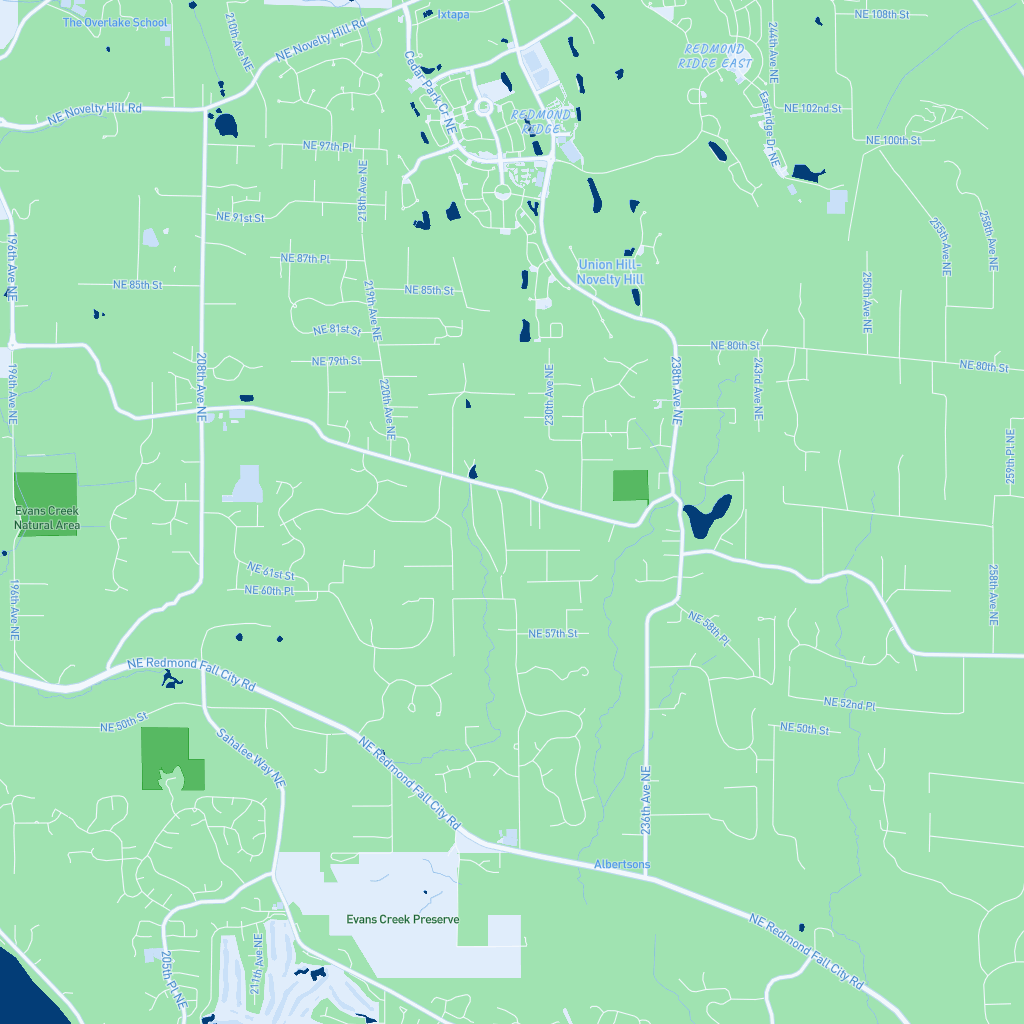 The Overlake School
210th Ave NE
NE Novelty Hill Rd
Ixtapa
NE 108th St
244th Ave NE
REDMOND
RIDGE EAST
Cedar Park Cr NE
NE Novelty Hill Rd
REDMOND
RIDGE
Eastridge Dr NE
NE 102nd St
NE 100th St
NE 97th Pl
218th Ave NE
NE 91st St
196th Ave NE
NE 87th Pl
Union Hill-
Novelty Hill
255th Ave NE
258th Ave NE
NE 85th St
219th Ave NE
NE 85th St
250th Ave NE
NE 81st St
NE 80th St
NE 79th St
NE 80th St
196th Ave NE
208th Ave NE
220th Ave NE
230th Ave NE
238th Ave NE
243rd Ave NE
259th Pl NE
Evans Creek
Natural Area
NE 61st St
NE 60th Pl
196th Ave NE
258th Ave NE
NE 57th St
NE 58th Pl
NE Redmond Fall City Rd
NE 52nd Pl
NE 50th St
NE 50th St
Sahalee Way NE
NE Redmond Fall City Rd
236th Ave NE
Albertsons
Evans Creek Preserve
205th Pl NE
211th Ave NE
NE Redmond Fall City Rd